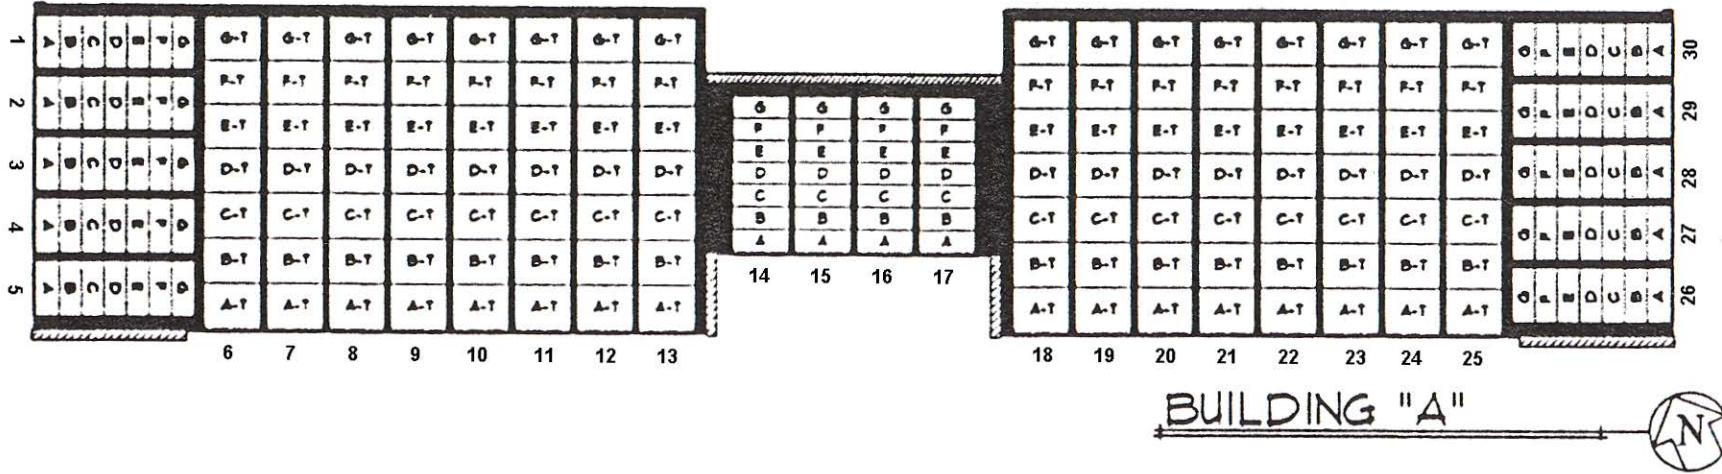 1 A B C D E F G
2 A B C D E F G
3 A B C D E F G
4 A B C D E F G
5 A B C D E F G
G-T G-T G-T G-T G-T G-T G-T G-T
F-T F-T F-T F-T F-T F-T F-T F-T
E-T E-T E-T E-T E-T E-T E-T E-T
D-T D-T D-T D-T D-T D-T D-T D-T
C-T C-T C-T C-T C-T C-T C-T C-T
B-T B-T B-T B-T B-T B-T B-T B-T
A-T A-T A-T A-T A-T A-T A-T A-T
6 7 8 9 10 11 12 13
G G G G
F F F F
E E E E
D D D D
C C C C
B B B B
A A A A
14 15 16 17
G-T G-T G-T G-T G-T G-T G-T G-T
F-T F-T F-T F-T F-T F-T F-T F-T
E-T E-T E-T E-T E-T E-T E-T E-T
D-T D-T D-T D-T D-T D-T D-T D-T
C-T C-T C-T C-T C-T C-T C-T C-T
B-T B-T B-T B-T B-T B-T B-T B-T
A-T A-T A-T A-T A-T A-T A-T A-T
18 19 20 21 22 23 24 25
G F E D C B A 30
G F E D C B A 29
G F E D C B A 28
G F E D C B A 27
G F E D C B A 26
BUILDING "A"
N